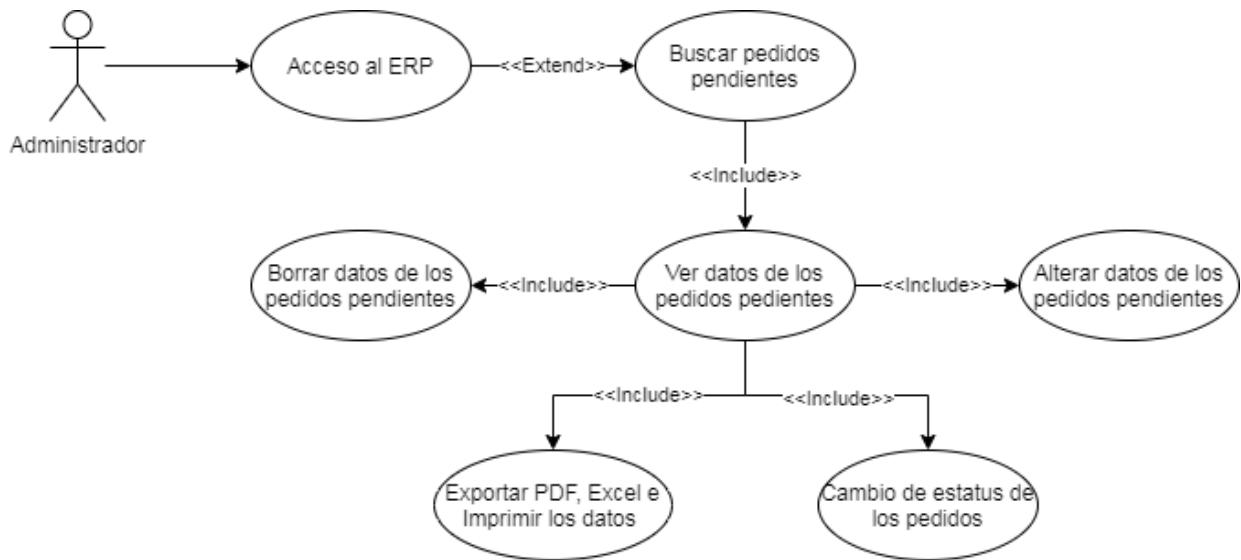 Administrador
Acceso al ERP
<<Extend>>
Buscar pedidos
pendientes
<<Include>>
Borrar datos de los
pedidos pendientes
<<Include>>
Ver datos de los
pedidos pedientes
<<Include>>
Alterar datos de los
pedidos pendientes
<<Include>>
<<Include>>
Exportar PDF, Excel e
Imprimir los datos
Cambio de estatus de
los pedidos